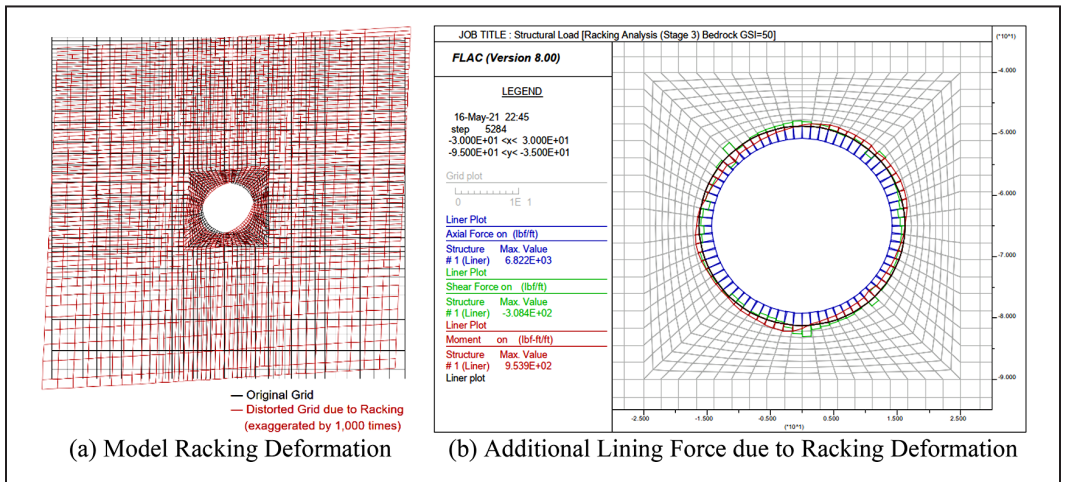 JOB TITLE : Structural Load [Racking Analysis (Stage 3) Bedrock GSI=50]
(*10^1)
FLAC (Version 8.00)
LEGEND
16-May-21 22:45
step 5284
-3.000E+01 <x< 3.000E+01
-9.500E+01 <y< -3.500E+01
Grid plot
0 1E 1
Liner Plot
Axial Force on (lbf/ft)
Structure Max. Value
# 1 (Liner) 6.822E+03
Liner Plot
Shear Force on (lbf/ft)
Structure Max. Value
# 1 (Liner) -3.084E+02
Liner Plot
Moment on (lbf-ft/ft)
Structure Max. Value
# 1 (Liner) 9.539E+02
Liner plot
-4.000
-5.000
-6.000
-7.000
-8.000
-9.000
-2.500 -1.500 -0.500 0.500 1.500 2.500
(*10^1)
Original Grid
Distorted Grid due to Racking
(exaggerated by 1,000 times)
(a) Model Racking Deformation
(b) Additional Lining Force due to Racking Deformation